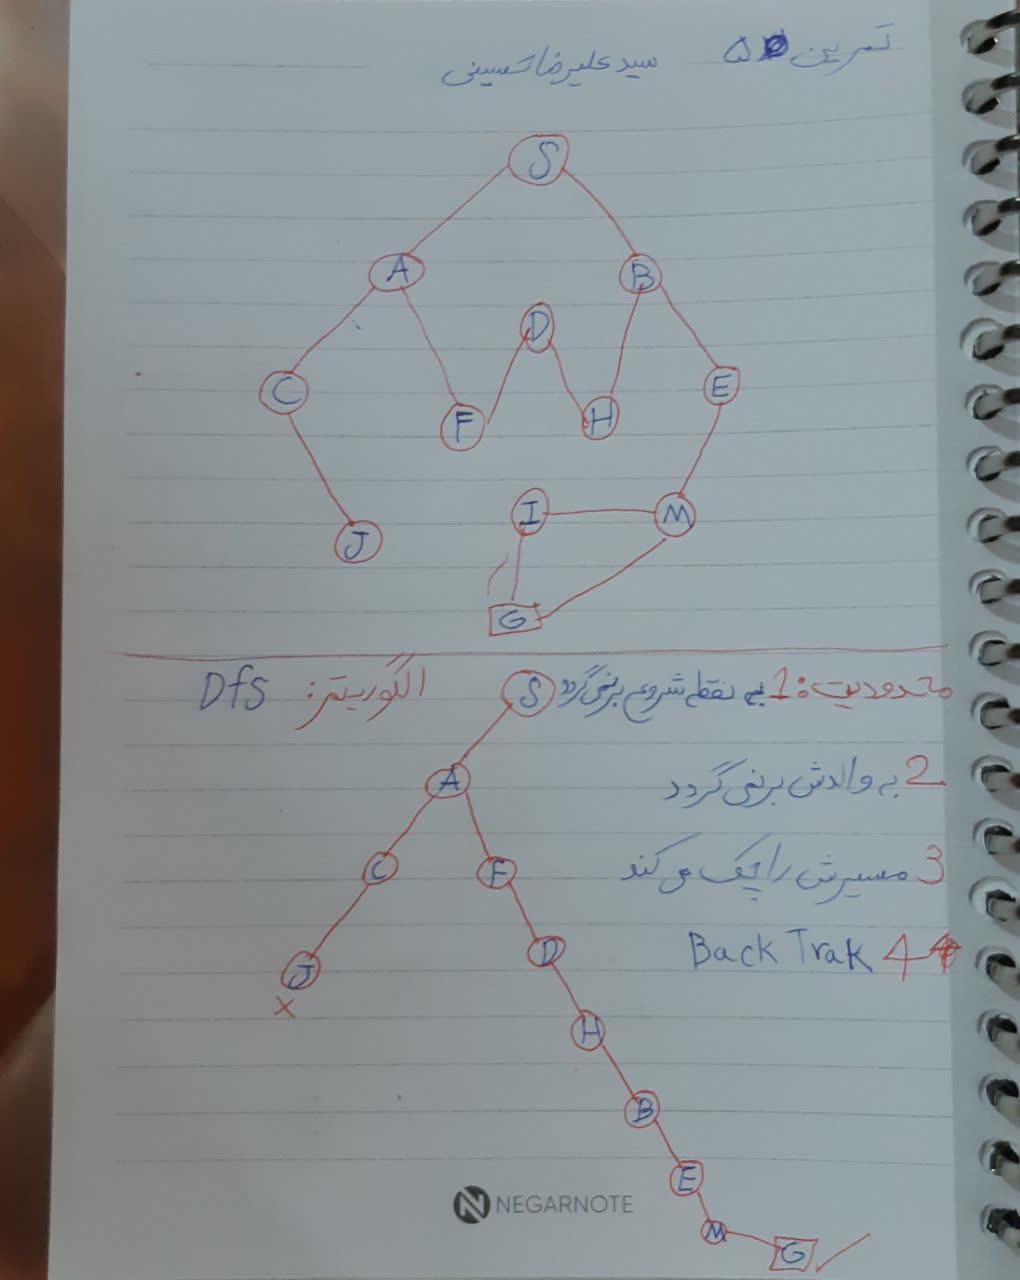 تمرین ۵
سید علیرضا حسینی
S
A B
D
C F H E
I M
J
G
محدودیت: 1 به نقطه شروع برنمی گردد
الگوریتم: Dfs
S
2 به والدش برنمی گردد
A
3 مسیرش را چک می کند
C F
4 Back Trak
J D
x
H
B
E
M G
NEGARNOTE